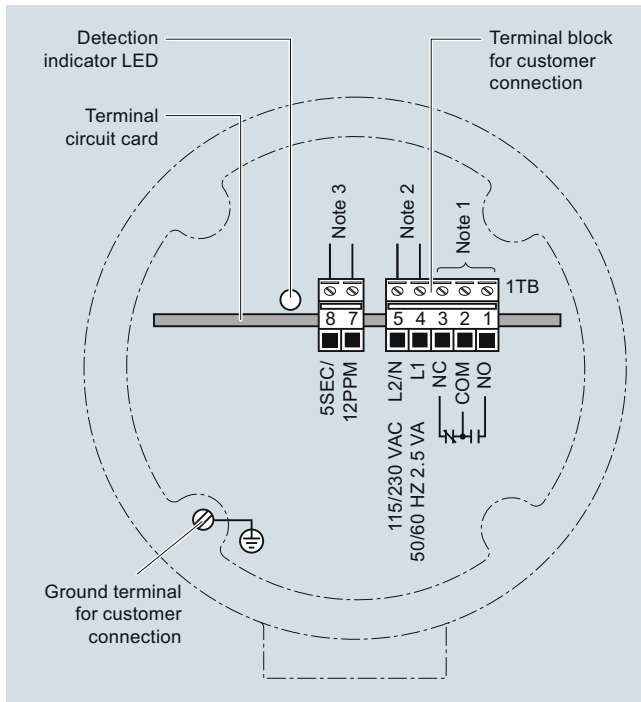 Detection
indicator LED
Terminal block
for customer
connection
Terminal
circuit card
Note 3
Note 2
Note 1
1TB
8 7 5 4 3 2 1
5SEC/
12PPM
L2/N
L1
NC
COM
NO
115/230 VAC
50/60 HZ 2.5 VA
Ground terminal
for customer
connection